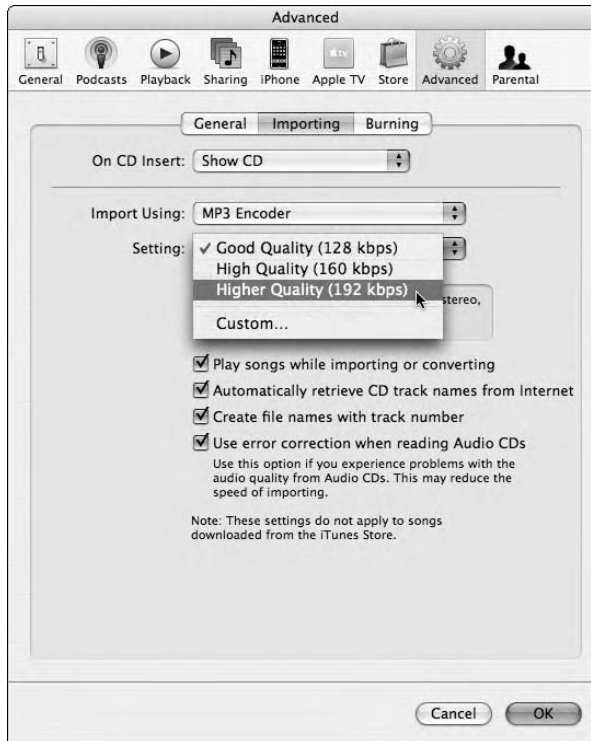 Advanced
General Podcasts Playback Sharing iPhone Apple TV Store Advanced Parental
General Importing Burning
On CD Insert: Show CD
Import Using: MP3 Encoder
Setting: ✓ Good Quality (128 kbps)
High Quality (160 kbps)
Higher Quality (192 kbps)
stereo,
Custom...
Play songs while importing or converting
Automatically retrieve CD track names from Internet
Create file names with track number
Use error correction when reading Audio CDs
Use this option if you experience problems with the
audio quality from Audio CDs. This may reduce the
speed of importing.
Note: These settings do not apply to songs
downloaded from the iTunes Store.
Cancel OK